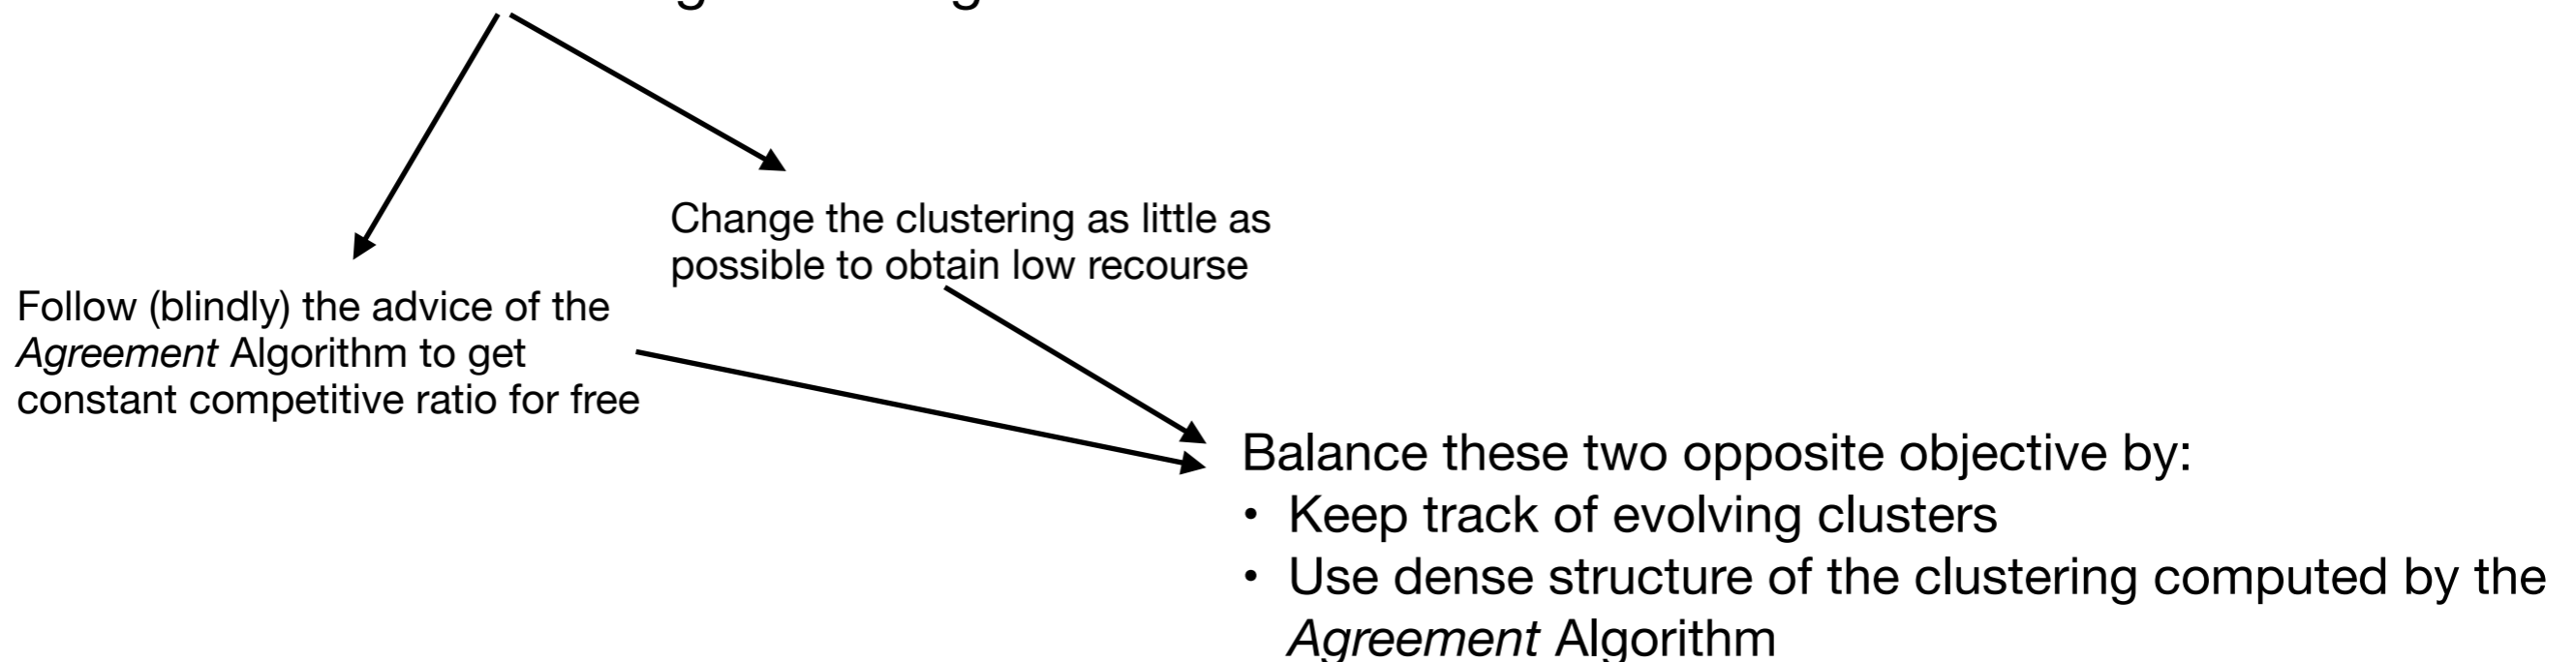 Change the clustering as little as
possible to obtain low recourse
Follow (blindly) the advice of the
Agreement Algorithm to get
constant competitive ratio for free
Balance these two opposite objective by:
• Keep track of evolving clusters
• Use dense structure of the clustering computed by the
Agreement Algorithm